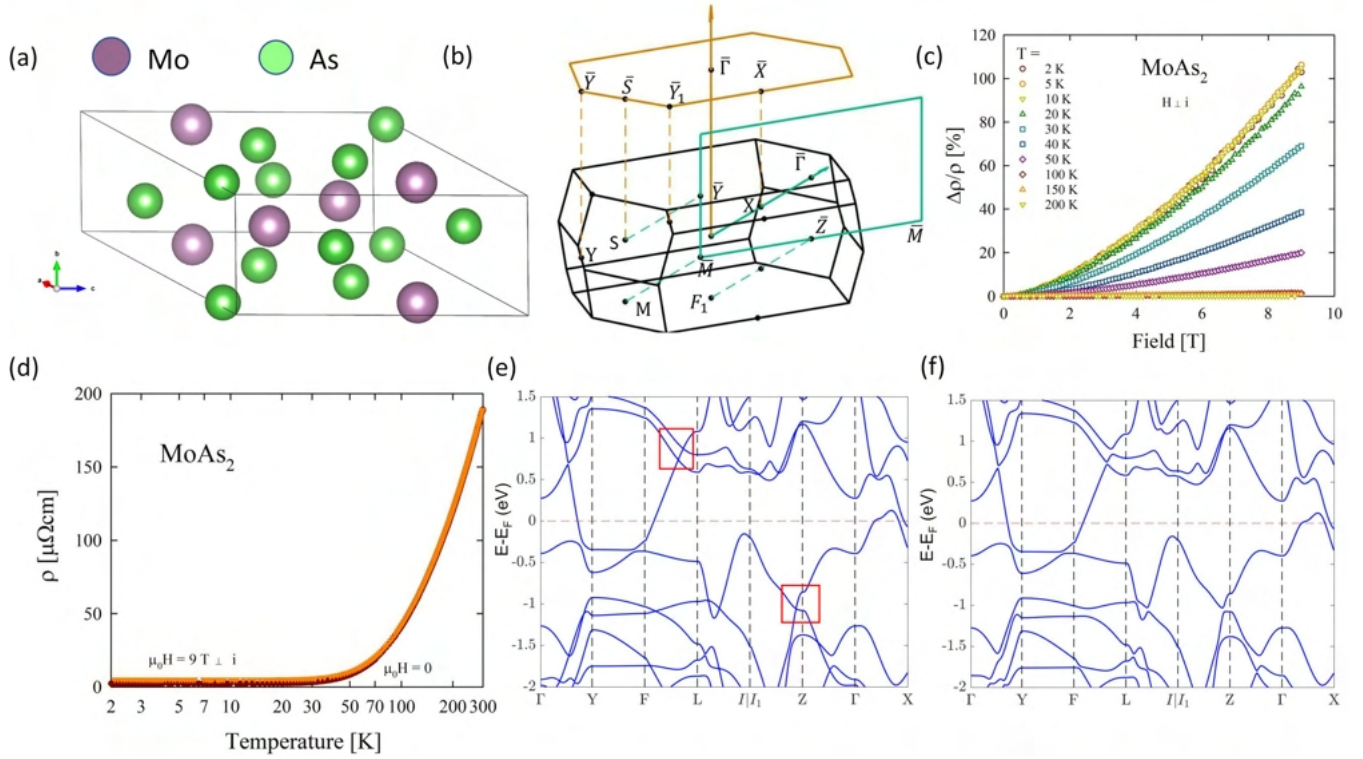 (a)
Mo
As
b
a
c
(b)
Γ̄
Ȳ
S̄
Ȳ₁
X̄
Γ̄
Ȳ
X
Z̄
M̄
S
Y
M̄
M
F₁
(c)
120
100
80
60
40
20
0
Δρ/ρ [%]
T =
2 K
5 K
10 K
20 K
30 K
40 K
50 K
100 K
150 K
200 K
MoAs₂
H ⊥ i
0 2 4 6 8 10
Field [T]
(d)
200
150
100
50
0
ρ [μΩcm]
MoAs₂
μ₀H = 9 T ⊥ i
μ₀H = 0
2 3 5 7 10 20 30 50 70 100 200 300
Temperature [K]
(e)
1.5
1
0.5
0
-0.5
-1
-1.5
-2
E-E_F (eV)
Γ Y F L I|I₁ Z Γ X
(f)
1.5
1
0.5
0
-0.5
-1
-1.5
-2
E-E_F (eV)
Γ Y F L I|I₁ Z Γ X